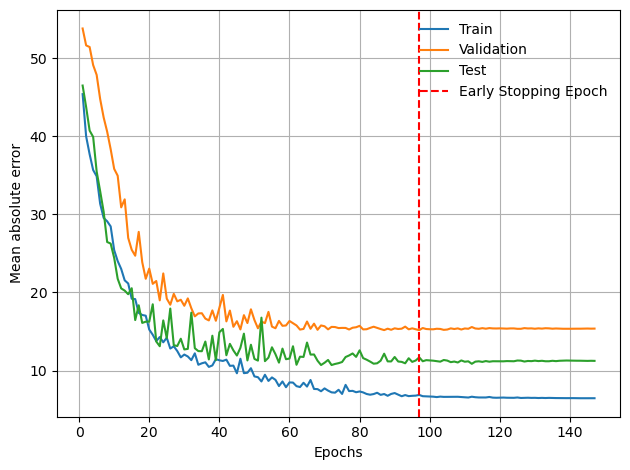 Train
Validation
Test
Early Stopping Epoch
Mean absolute error
50
40
30
20
10
0 20 40 60 80 100 120 140
Epochs